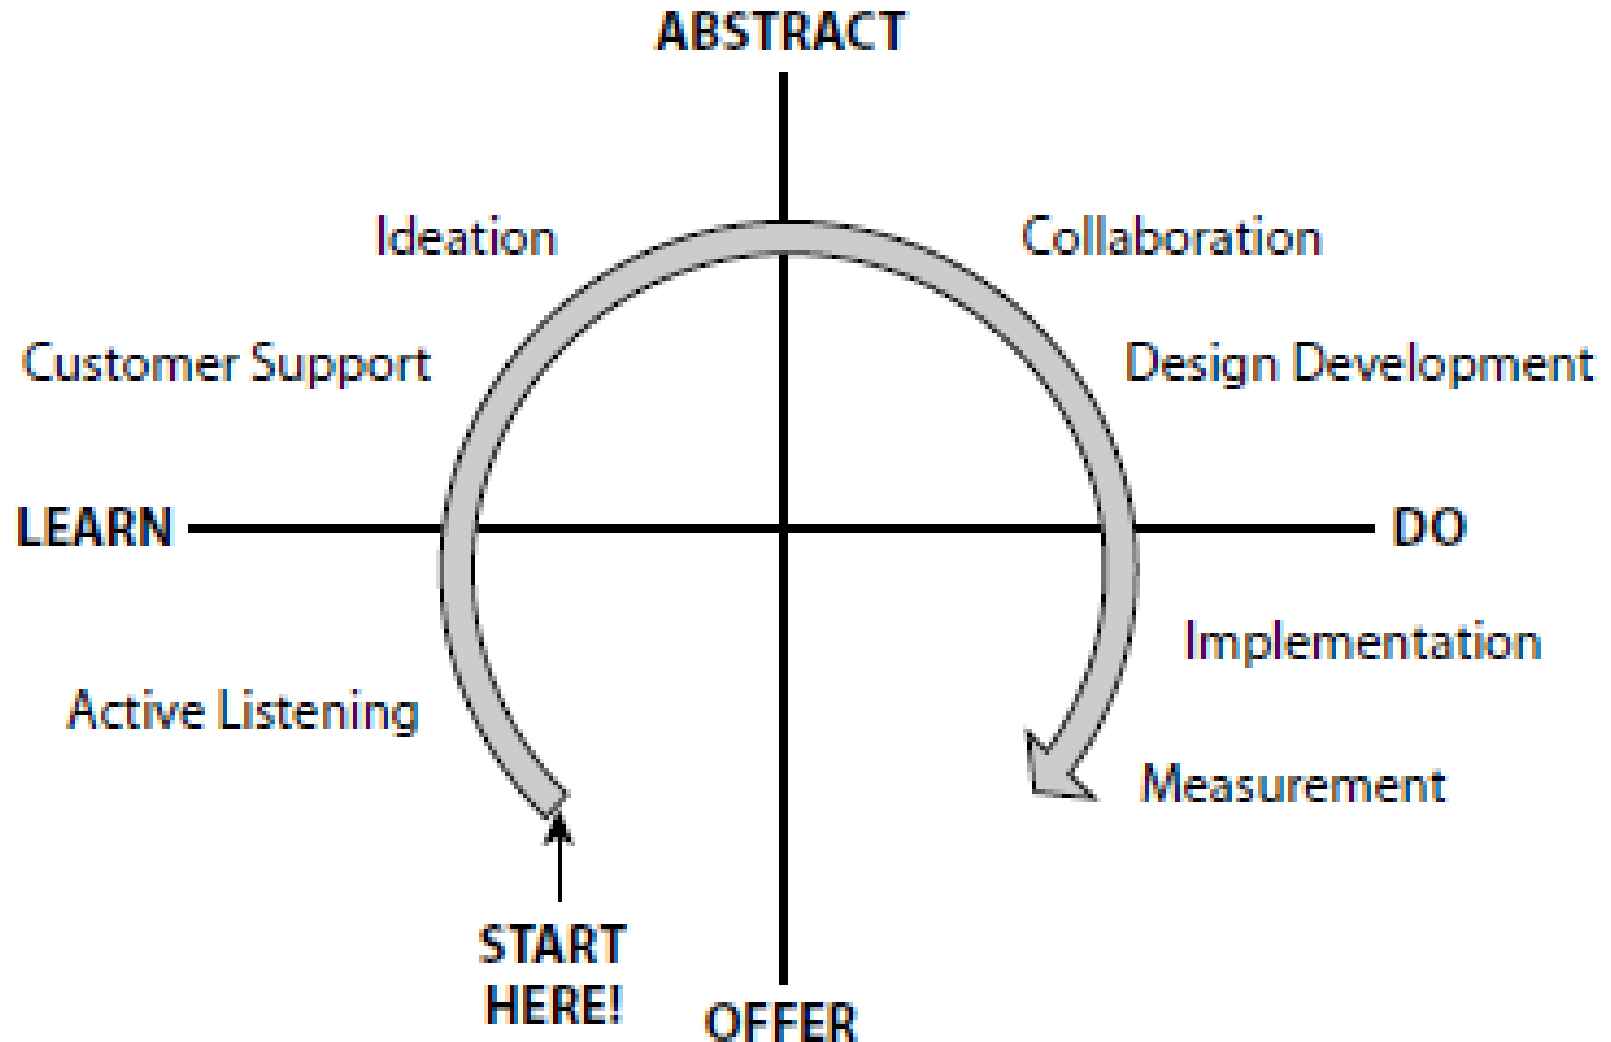 ABSTRACT
Ideation
Collaboration
Customer Support
Design Development
LEARN
DO
Implementation
Active Listening
Measurement
START
HERE!
OFFER